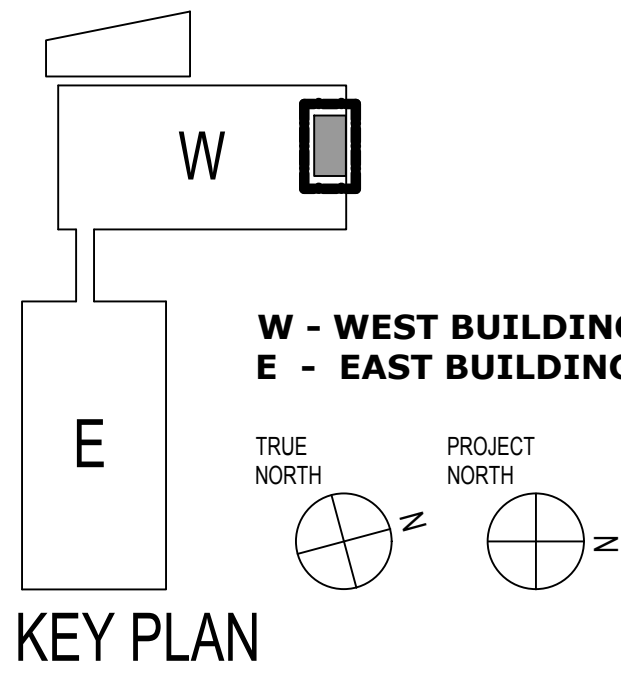 W
W - WEST BUILDING
E - EAST BUILDING
E
TRUE
NORTH
PROJECT
NORTH
N
N
KEY PLAN